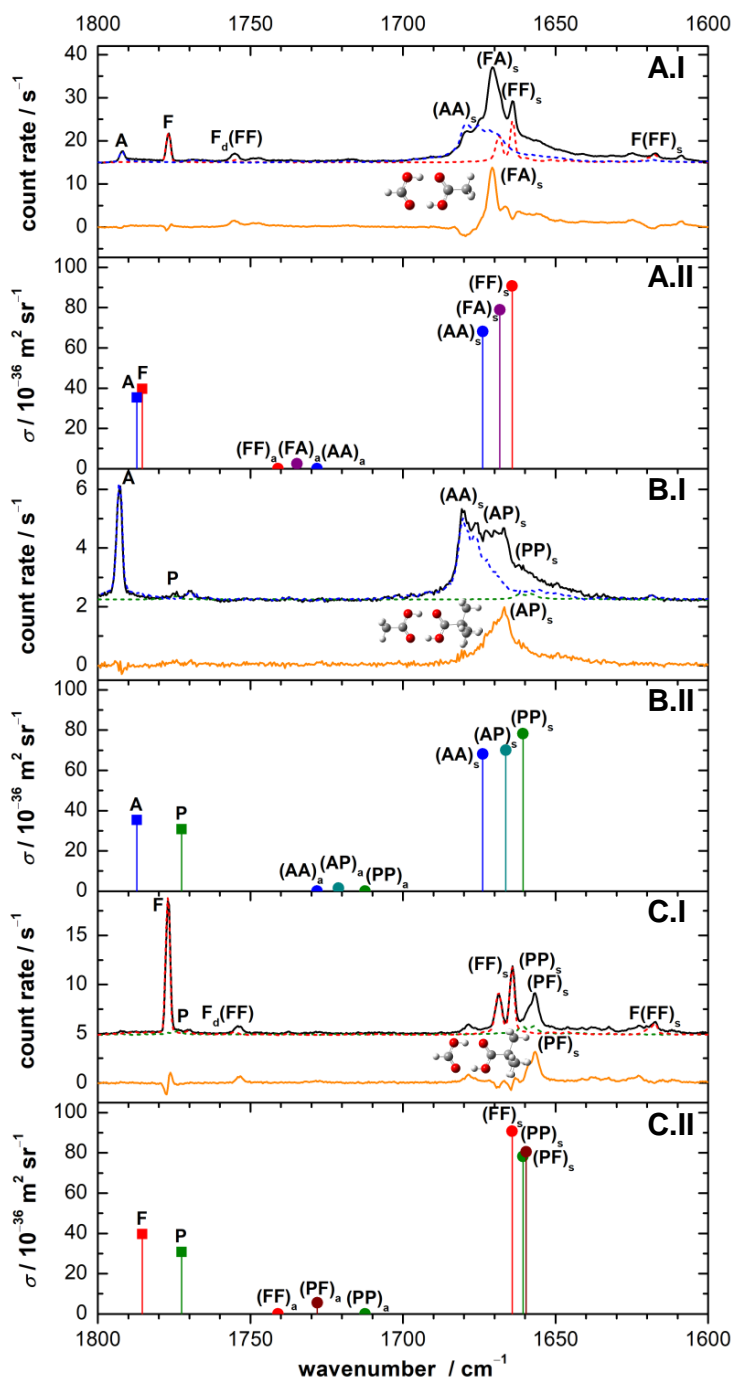 1800 1750 1700 1650 1600
A.I
count rate / s⁻¹
40
30
20
10
0
A
F
F_d(FF)
(AA)_s
(FA)_s
(FF)_s
F(FF)_s
(FA)_s
A.II
σ / 10⁻³⁶ m² sr⁻¹
100
80
60
40
20
0
A F
(FF)_a (FA)_a (AA)_a
(AA)_s
(FA)_s
(FF)_s
B.I
count rate / s⁻¹
6
4
2
0
A
P
(AA)_s
(AP)_s
(PP)_s
(AP)_s
B.II
σ / 10⁻³⁶ m² sr⁻¹
100
80
60
40
20
0
A
P
(AA)_a
(AP)_a
(PP)_a
(AA)_s
(AP)_s
(PP)_s
C.I
count rate / s⁻¹
15
10
5
0
F
P
F_d(FF)
(FF)_s
(PP)_s
(PF)_s
F(FF)_s
(PF)_s
C.II
σ / 10⁻³⁶ m² sr⁻¹
100
80
60
40
20
0
F
P
(FF)_a
(PF)_a
(PP)_a
(FF)_s
(PP)_s
(PF)_s
1800 1750 1700 1650 1600
wavenumber / cm⁻¹